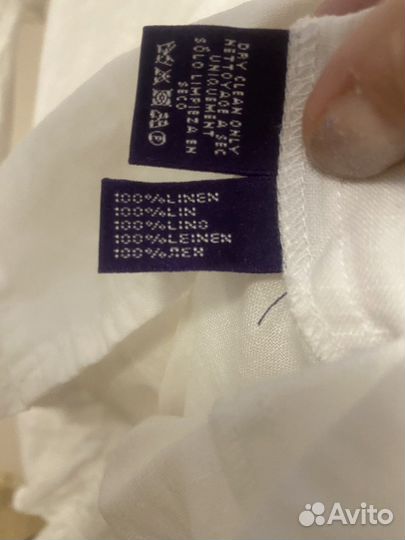 DRY CLEAN ONLY
NETTOYAGE A SEC
UNIQUEMENT
SÓLO LIMPIEZA EN
SECO
P
100%LINEN
100%LIN
100%LINO
100%LEINEN
100%ЛЕН
Avito